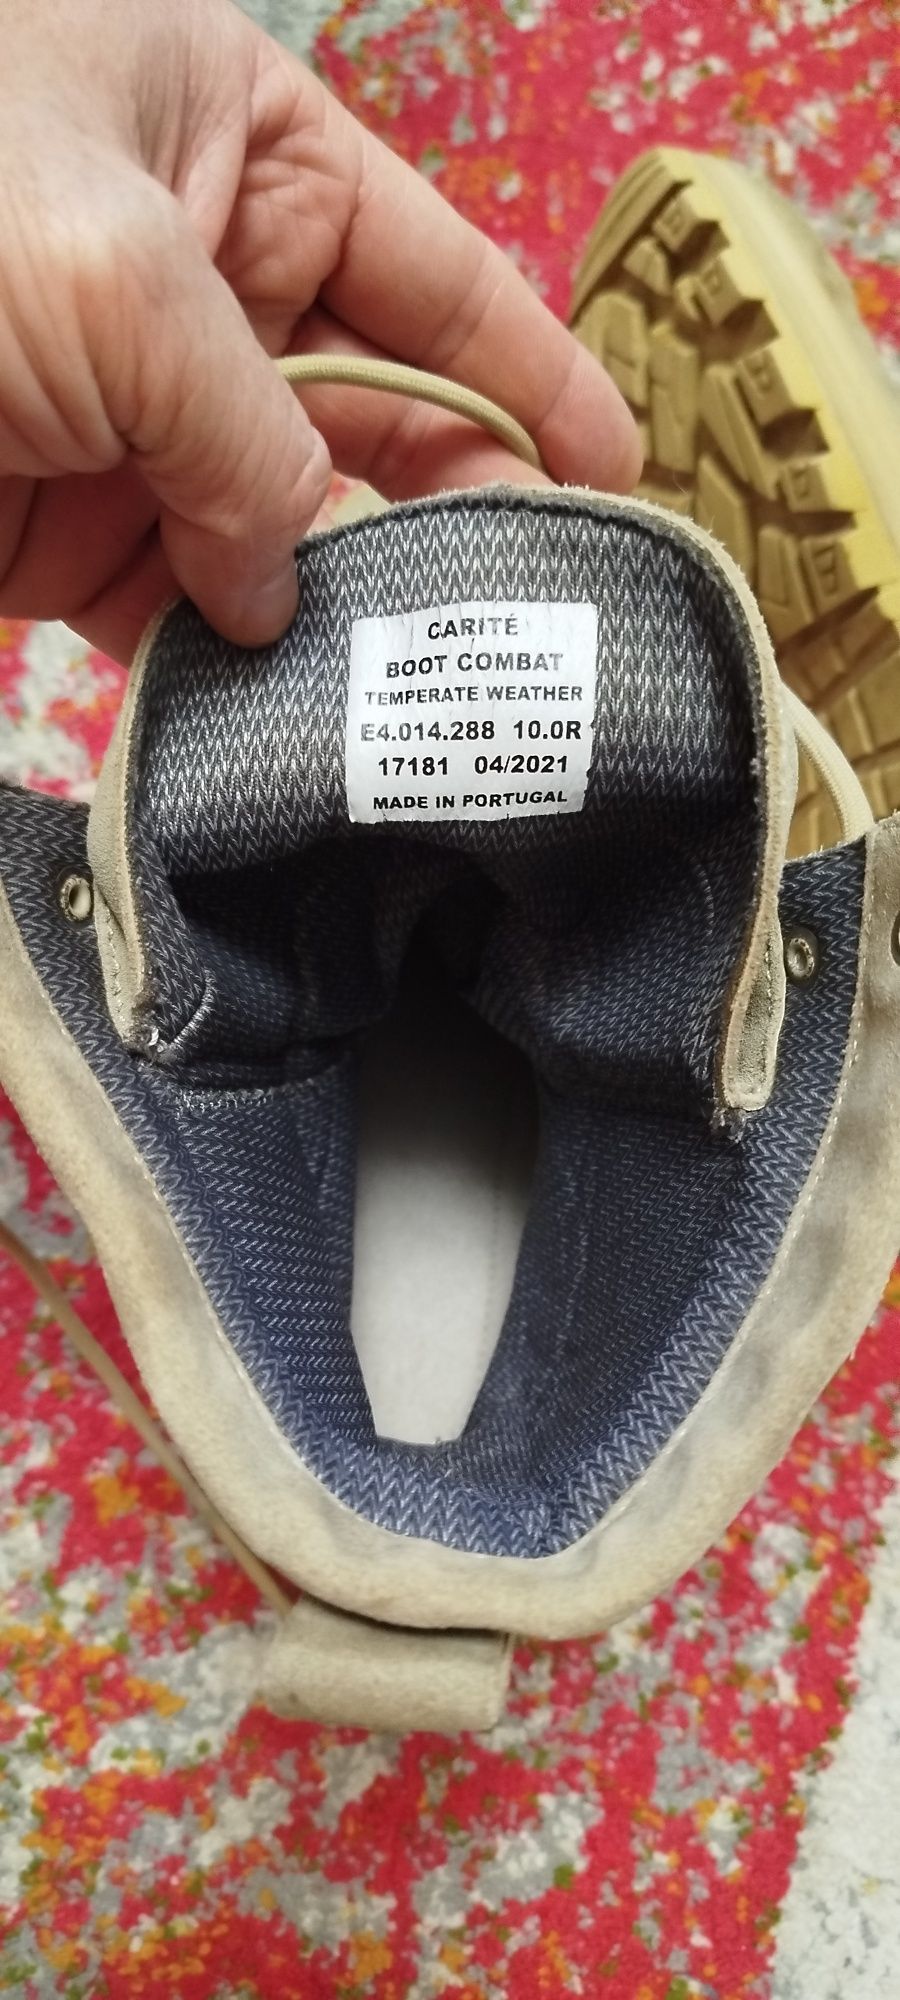 CARITÉ
BOOT COMBAT
TEMPERATE WEATHER
E4.014.288 10.0R
17181 04/2021
MADE IN PORTUGAL